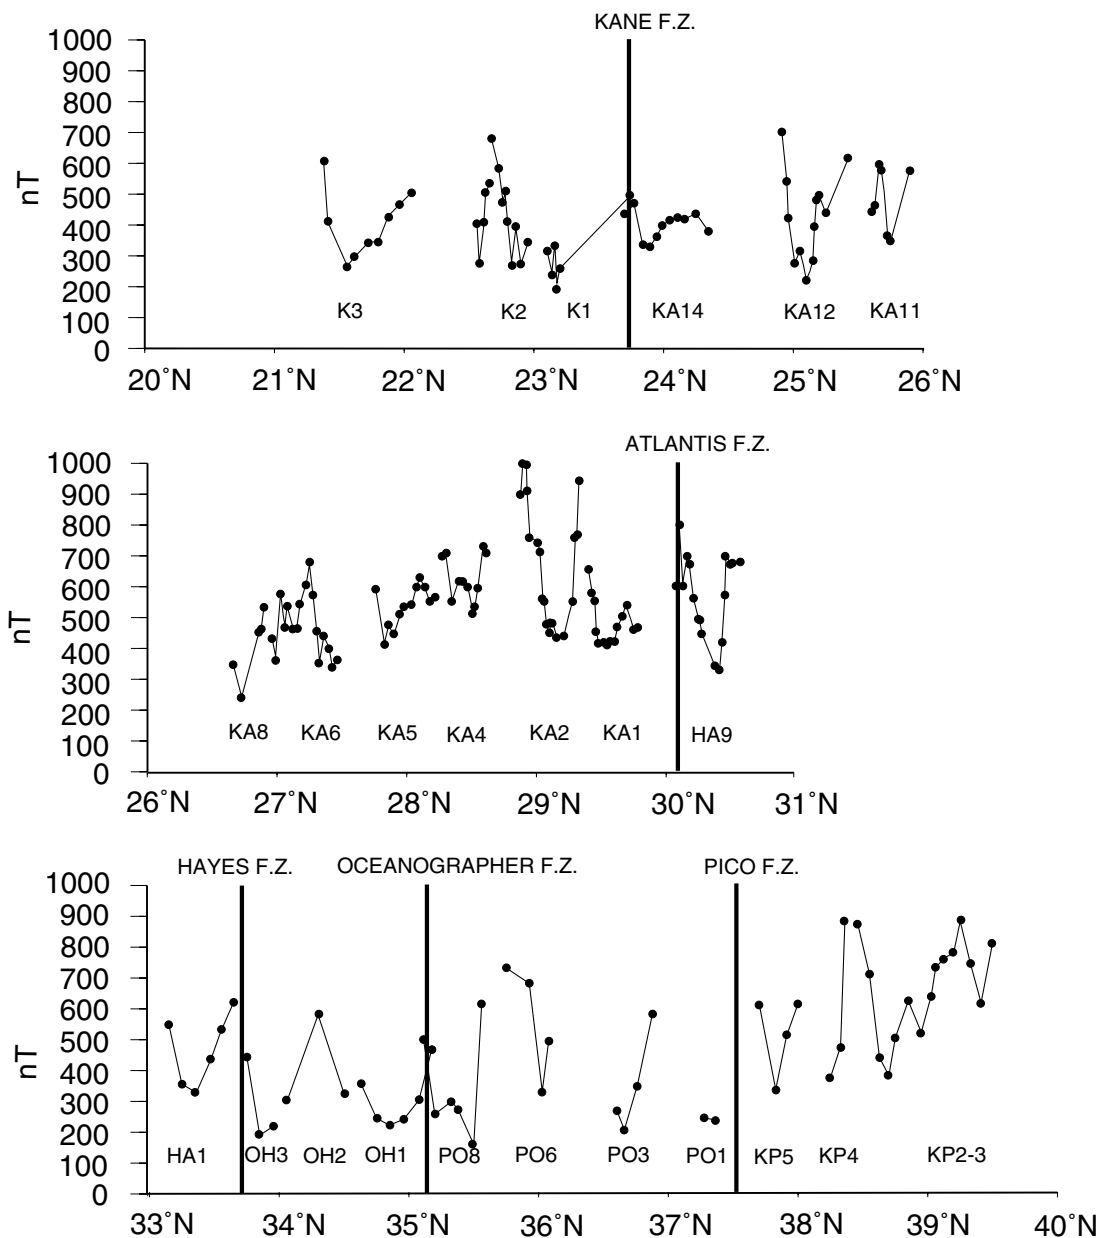 KANE F.Z.
1000
900
800
700
600
500
400
300
200
100
0
nT
K3 K2 K1 KA14 KA12 KA11
20˚N 21˚N 22˚N 23˚N 24˚N 25˚N 26˚N
ATLANTIS F.Z.
1000
900
800
700
600
500
400
300
200
100
0
nT
KA8 KA6 KA5 KA4 KA2 KA1 HA9
26˚N 27˚N 28˚N 29˚N 30˚N 31˚N
HAYES F.Z. OCEANOGRAPHER F.Z. PICO F.Z.
1000
900
800
700
600
500
400
300
200
100
0
nT
HA1 OH3 OH2 OH1 PO8 PO6 PO3 PO1 KP5 KP4 KP2-3
33˚N 34˚N 35˚N 36˚N 37˚N 38˚N 39˚N 40˚N